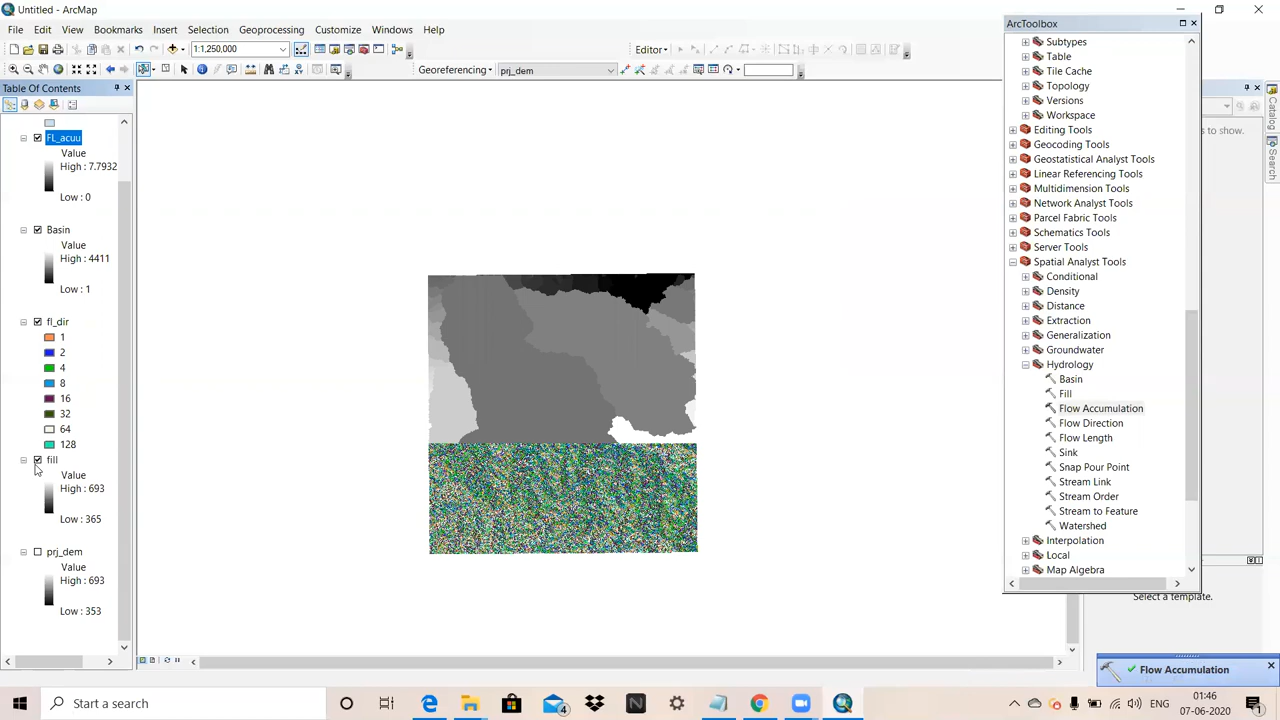 Untitled - ArcMap
File Edit View Bookmarks Insert Selection Geoprocessing Customize Windows Help
1:1,250,000
Editor
Georeferencing prj_dem
Table Of Contents
FL_acuu
Value
High : 7.7932
Low : 0
Basin
Value
High : 4411
Low : 1
fl_dir
1
2
4
8
16
32
64
128
fill
Value
High : 693
Low : 365
prj_dem
Value
High : 693
Low : 353
ArcToolbox
Subtypes
Table
Tile Cache
Topology
Versions
Workspace
Editing Tools
Geocoding Tools
Geostatistical Analyst Tools
Linear Referencing Tools
Multidimension Tools
Network Analyst Tools
Parcel Fabric Tools
Schematics Tools
Server Tools
Spatial Analyst Tools
Conditional
Density
Distance
Extraction
Generalization
Groundwater
Hydrology
Basin
Fill
Flow Accumulation
Flow Direction
Flow Length
Sink
Snap Pour Point
Stream Link
Stream Order
Stream to Feature
Watershed
Interpolation
Local
Map Algebra
s to show.
Catalog
Search
Select a template.
Flow Accumulation
Start a search
4
N
ENG
01:46
07-06-2020
1